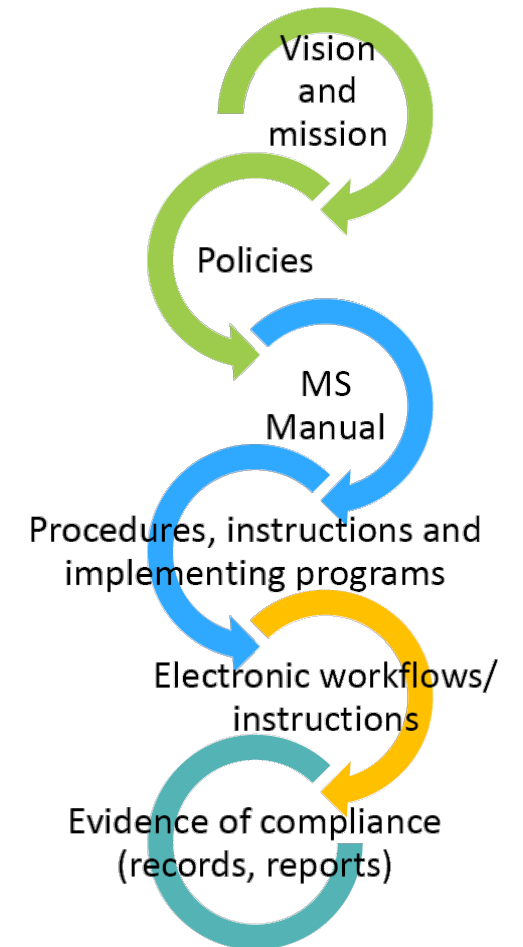 Vision
and
mission
Policies
MS
Manual
Procedures, instructions and
implementing programs
Electronic workflows/
instructions
Evidence of compliance
(records, reports)